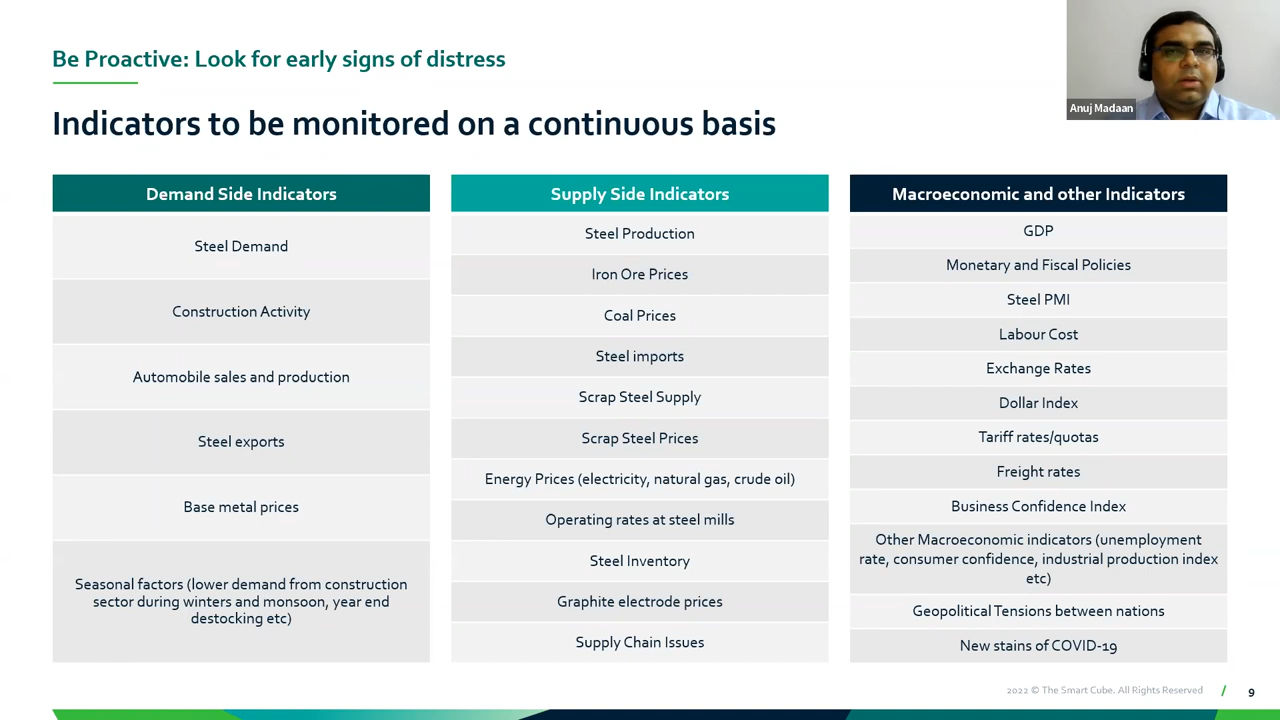 Be Proactive: Look for early signs of distress
Anuj Madaan
Indicators to be monitored on a continuous basis
Demand Side Indicators
Steel Demand
Construction Activity
Automobile sales and production
Steel exports
Base metal prices
Seasonal factors (lower demand from construction
sector during winters and monsoon, year end
destocking etc)
Supply Side Indicators
Steel Production
Iron Ore Prices
Coal Prices
Steel imports
Scrap Steel Supply
Scrap Steel Prices
Energy Prices (electricity, natural gas, crude oil)
Operating rates at steel mills
Steel Inventory
Graphite electrode prices
Supply Chain Issues
Macroeconomic and other Indicators
GDP
Monetary and Fiscal Policies
Steel PMI
Labour Cost
Exchange Rates
Dollar Index
Tariff rates/quotas
Freight rates
Business Confidence Index
Other Macroeconomic indicators (unemployment
rate, consumer confidence, industrial production index
etc)
Geopolitical Tensions between nations
New stains of COVID-19
2022 © The Smart Cube. All Rights Reserved / 9